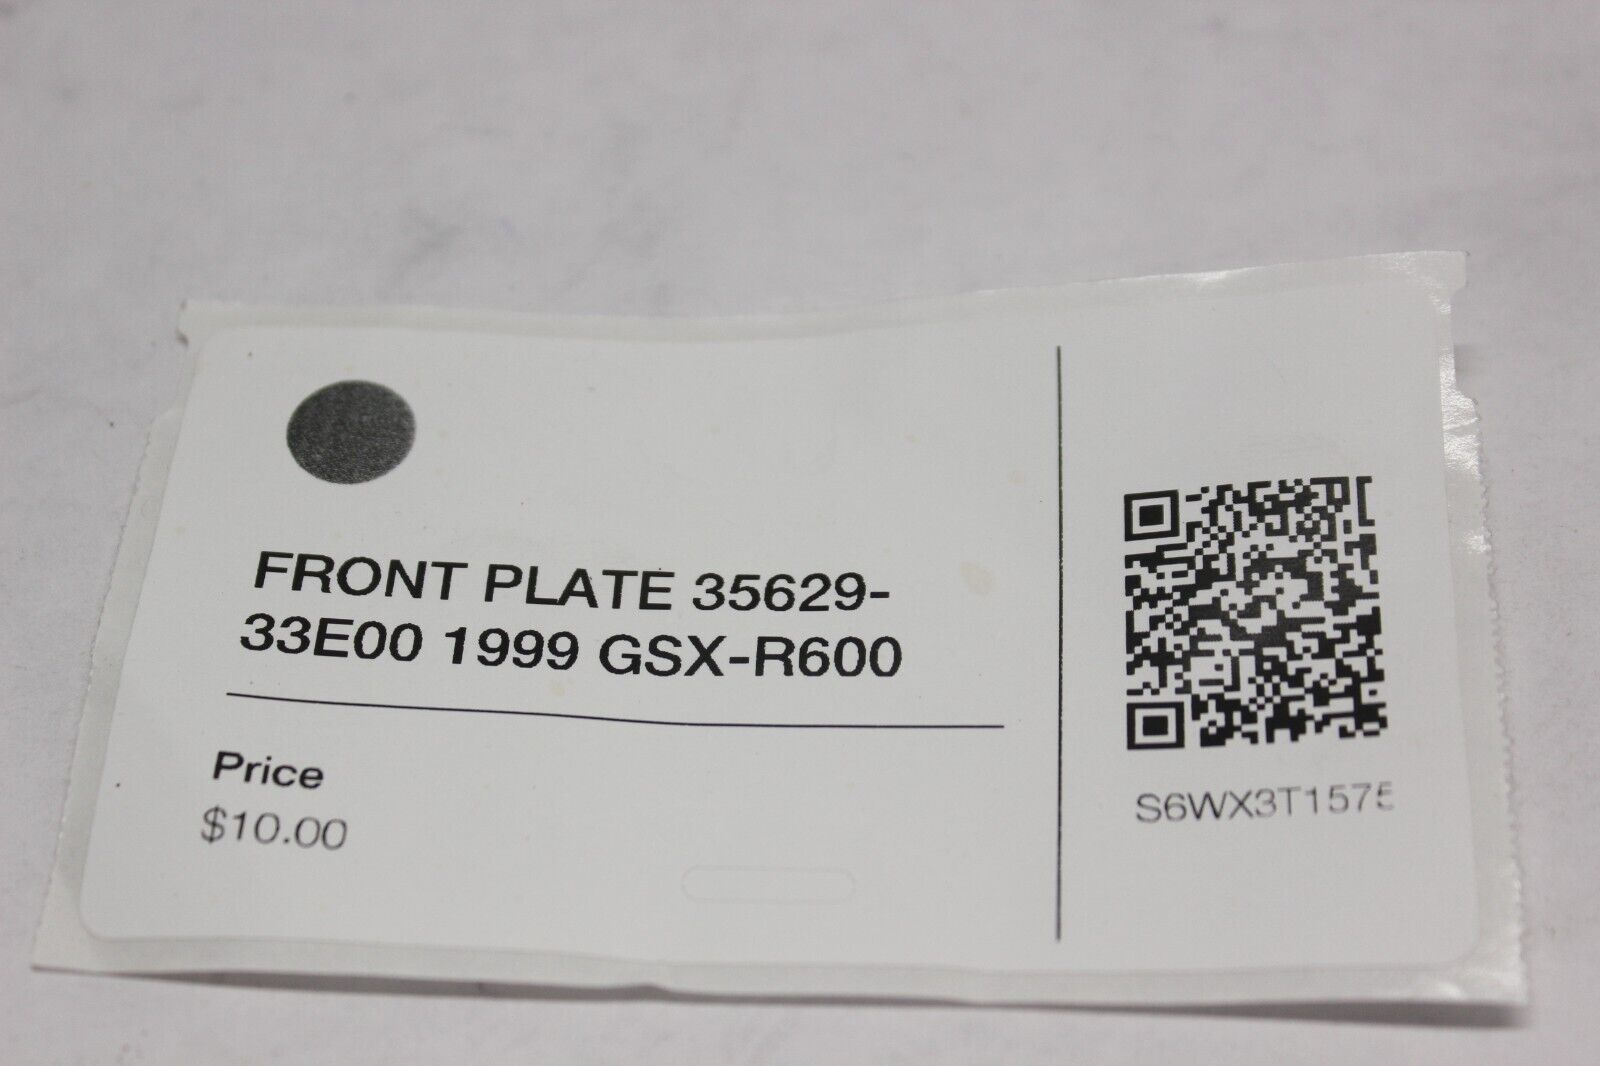 FRONT PLATE 35629-
33E00 1999 GSX-R600
Price
$10.00
S6WX3T1575